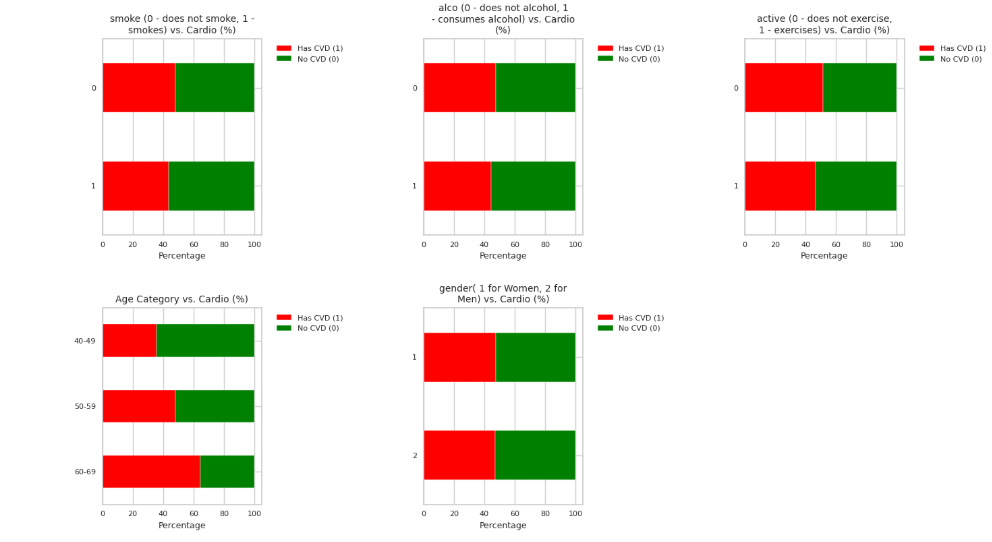 smoke (0 - does not smoke, 1 -
smokes) vs. Cardio (%)
Has CVD (1)
No CVD (0)
0
1
0 20 40 60 80 100
Percentage
alco (0 - does not alcohol, 1
- consumes alcohol) vs. Cardio
(%)
Has CVD (1)
No CVD (0)
0
1
0 20 40 60 80 100
Percentage
active (0 - does not exercise,
1 - exercises) vs. Cardio (%)
Has CVD (1)
No CVD (0)
0
1
0 20 40 60 80 100
Percentage
Age Category vs. Cardio (%)
Has CVD (1)
No CVD (0)
40-49
50-59
60-69
0 20 40 60 80 100
Percentage
gender( 1 for Women, 2 for
Men) vs. Cardio (%)
Has CVD (1)
No CVD (0)
1
2
0 20 40 60 80 100
Percentage